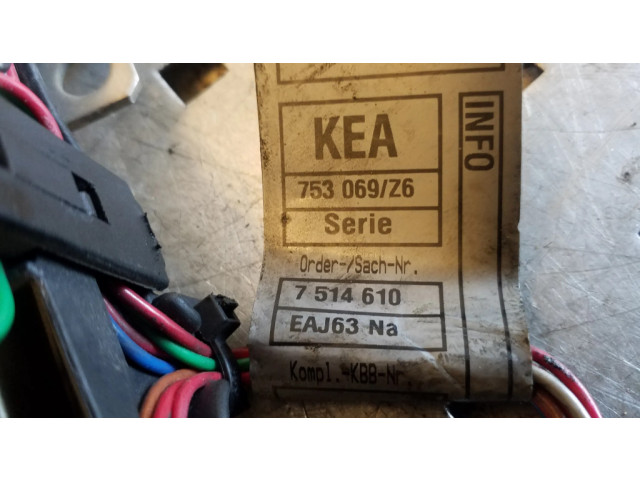 KEA
753 069/Z6
Serie
Order-/Sach-Nr.
7 514 610
EAJ63 Na
Kompl.-KBB-Nr.
INFO